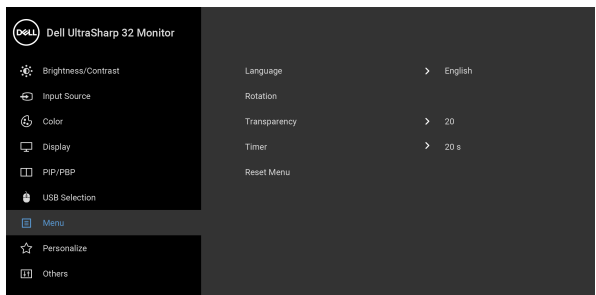 DELL Dell UltraSharp 32 Monitor
Brightness/Contrast
Input Source
Color
Display
PIP/PBP
USB Selection
Menu
Personalize
Others
Language > English
Rotation
Transparency > 20
Timer > 20 s
Reset Menu